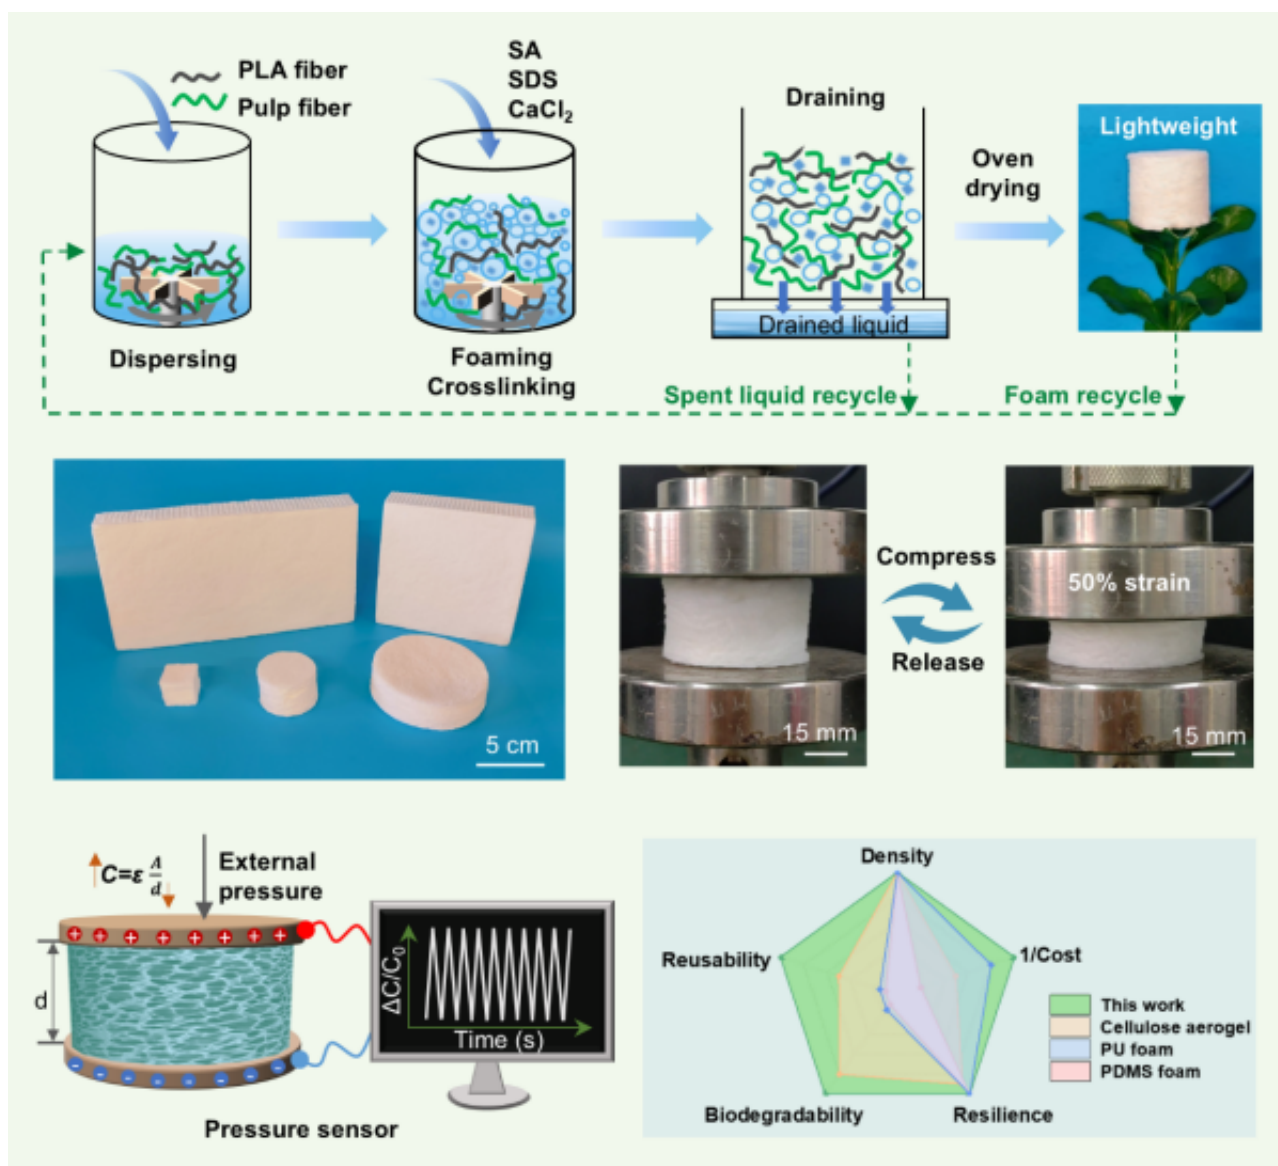 PLA fiber
Pulp fiber
Dispersing
SA
SDS
CaCl₂
Foaming
Crosslinking
Draining
Drained liquid
Oven
drying
Lightweight
Spent liquid recycle
Foam recycle
5 cm
15 mm
Compress
Release
50% strain
15 mm
C=ε A/d
External
pressure
+ + + + + + + +
d
- - - - - - - -
ΔC/C₀
Time (s)
Pressure sensor
Density
Reusability
1/Cost
Biodegradability
Resilience
This work
Cellulose aerogel
PU foam
PDMS foam